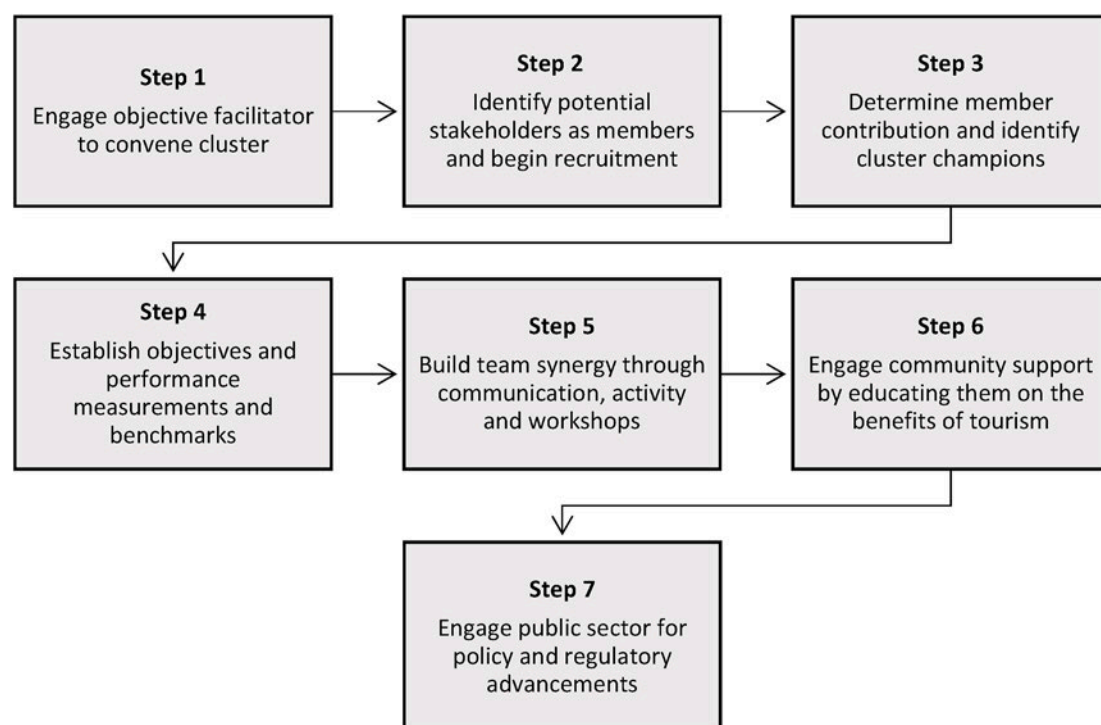 Step 1
Engage objective facilitator
to convene cluster
Step 2
Identify potential
stakeholders as members
and begin recruitment
Step 3
Determine member
contribution and identify
cluster champions
Step 4
Establish objectives and
performance
measurements and
benchmarks
Step 5
Build team synergy through
communication, activity
and workshops
Step 6
Engage community support
by educating them on the
benefits of tourism
Step 7
Engage public sector for
policy and regulatory
advancements